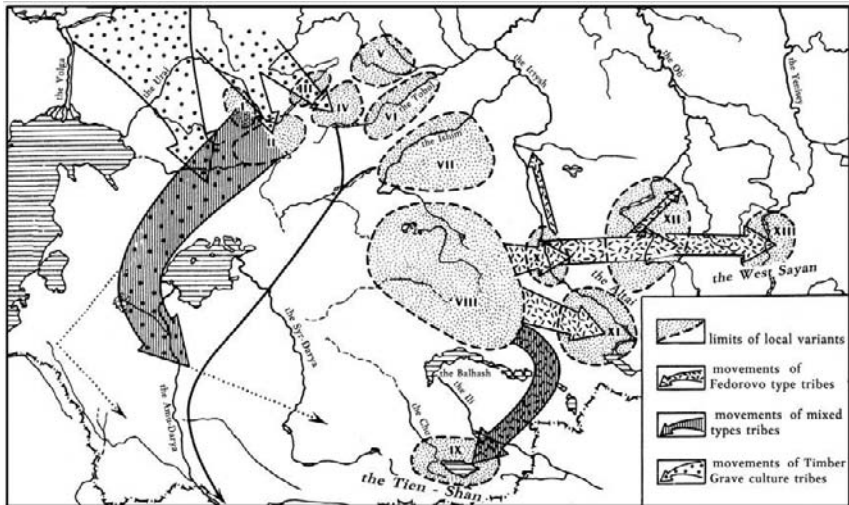 the Volga
the Ural
I
II
III
IV
V
VI
the Tobol
the Ishim
VII
VIII
the Irtysh
the Ob
the Yenisey
X
XII
XIII
the West Sayan
the Altai
XI
the Syr-Darya
the Amu-Darya
the Balhash
the Ili
the Chu
IX
the Tien - Shan
limits of local variants
movements of
Fedorovo type tribes
movements of mixed
types tribes
movements of Timber
Grave culture tribes